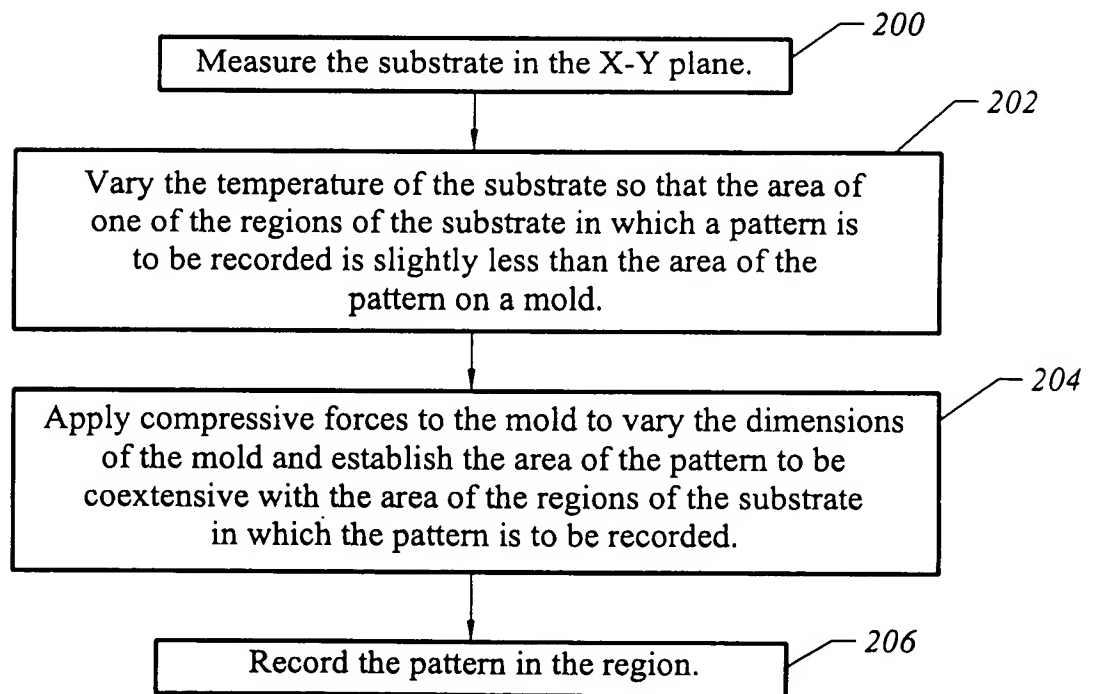 200
Measure the substrate in the X-Y plane.
202
Vary the temperature of the substrate so that the area of
one of the regions of the substrate in which a pattern is
to be recorded is slightly less than the area of the
pattern on a mold.
204
Apply compressive forces to the mold to vary the dimensions
of the mold and establish the area of the pattern to be
coextensive with the area of the regions of the substrate
in which the pattern is to be recorded.
206
Record the pattern in the region.